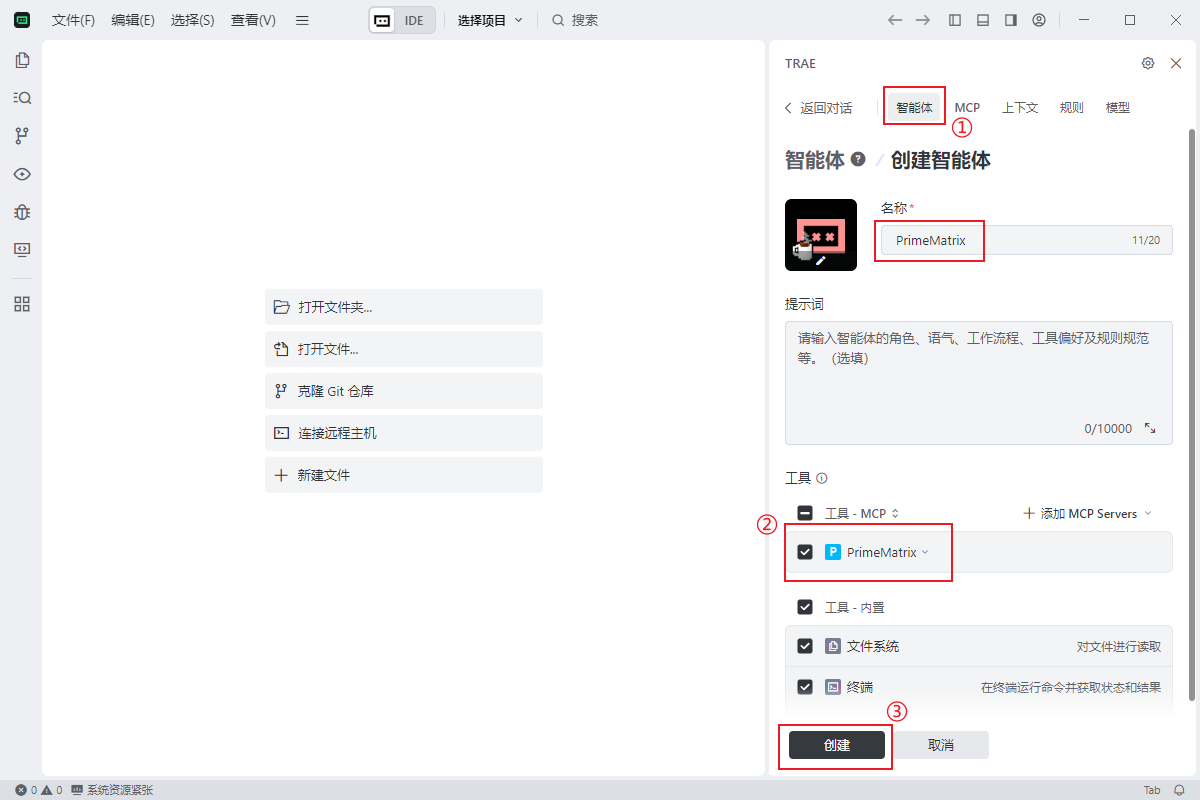 文件(F) 编辑(E) 选择(S) 查看(V) IDE 选择项目 搜索
TRAE
返回对话 智能体 MCP 上下文 规则 模型
①
智能体 ? / 创建智能体
名称*
PrimeMatrix 11/20
提示词
请输入智能体的角色、语气、工作流程、工具偏好及规则规范
等。（选填）
0/10000
打开文件夹...
打开文件...
克隆 Git 仓库
连接远程主机
新建文件
工具
工具 - MCP 添加 MCP Servers
②
P PrimeMatrix
工具 - 内置
文件系统 对文件进行读取
终端 在终端运行命令并获取状态和结果
③
创建 取消
0 0 系统资源紧张 Tab